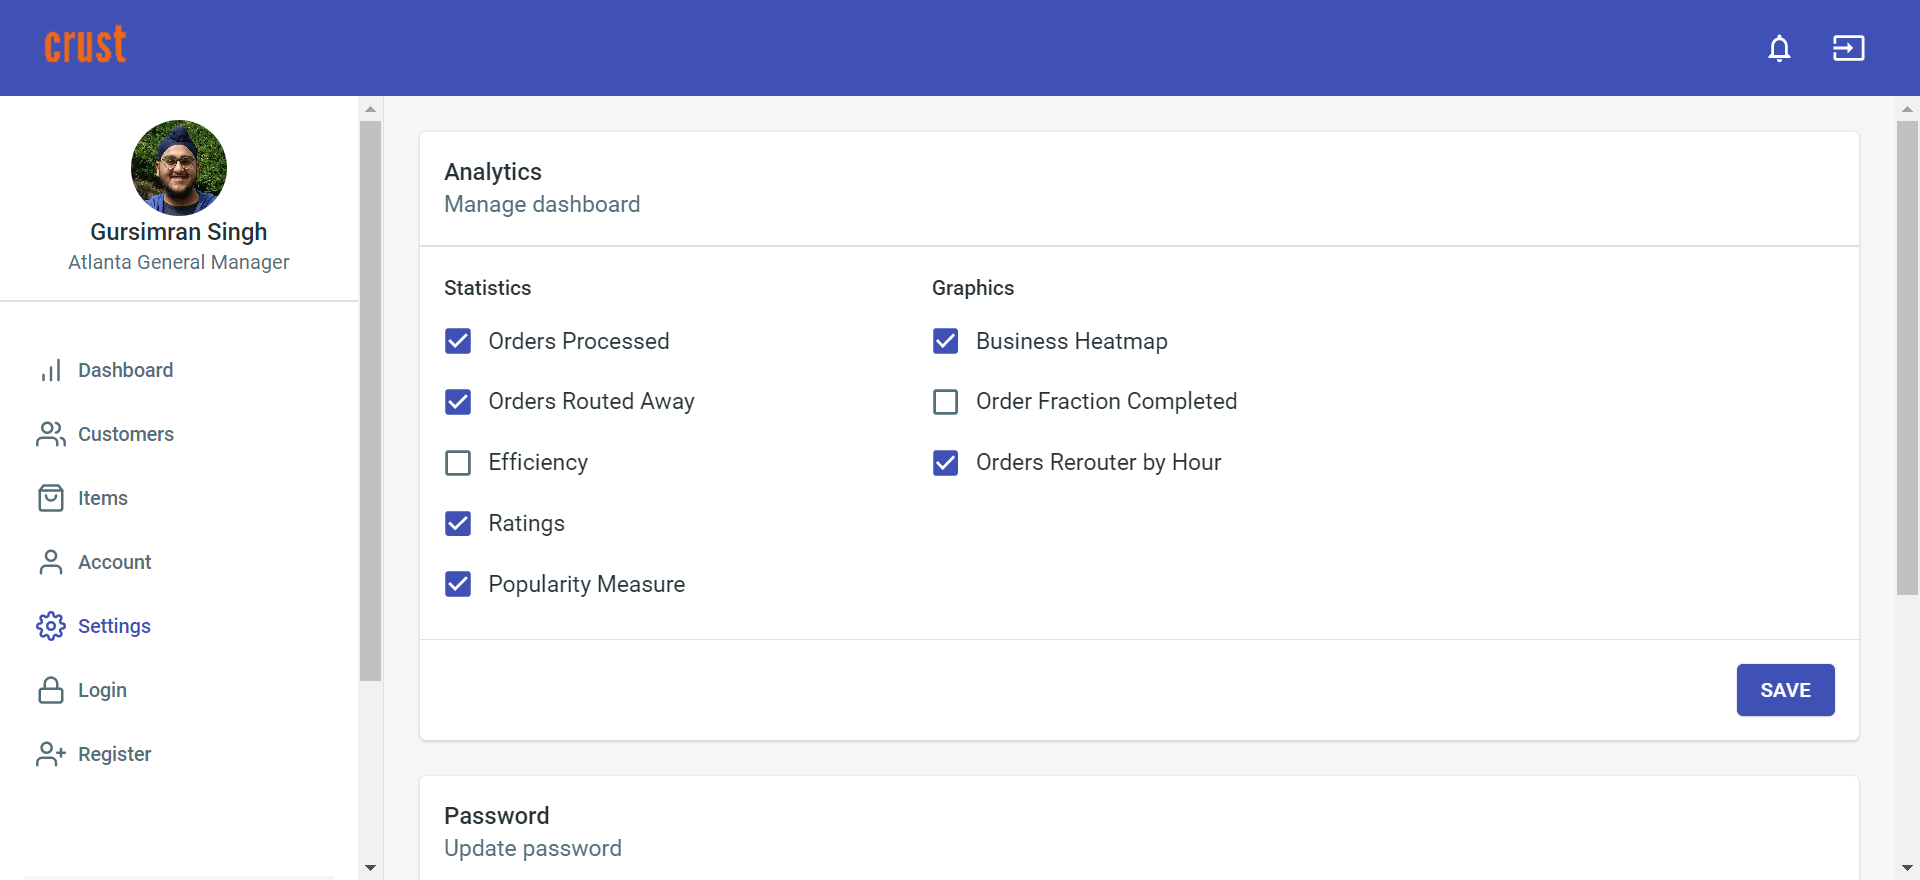 crust
Gursimran Singh
Atlanta General Manager
Dashboard
Customers
Items
Account
Settings
Login
Register
Analytics
Manage dashboard
Statistics
Orders Processed
Orders Routed Away
Efficiency
Ratings
Popularity Measure
Graphics
Business Heatmap
Order Fraction Completed
Orders Rerouter by Hour
SAVE
Password
Update password